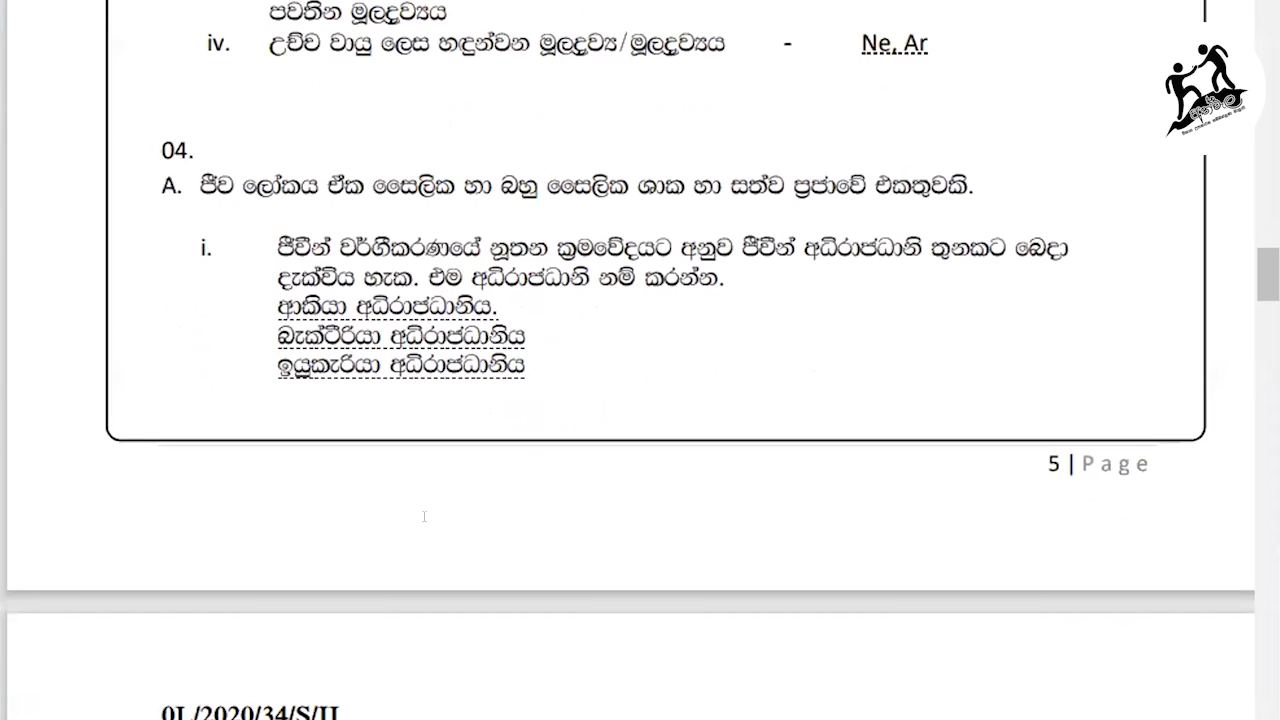 පවතින මූලද්‍රව්‍යය
iv. උච්ච වායු ලෙස හඳුන්වන මූලද්‍රව්‍ය/මූලද්‍රව්‍යය - Ne, Ar
04.
A. ජීව ලෝකය ඒක සෛලික හා බහු සෛලික ශාක හා සත්ව ප්‍රජාවේ එකතුවකි.
i. ජීවීන් වර්ගීකරණයේ නූතන ක්‍රමවේදයට අනුව ජීවීන් අධිරාජධානි තුනකට බෙදා
දැක්විය හැක. එම අධිරාජධානි නම් කරන්න.
ආකියා අධිරාජධානිය.
බැක්ටීරියා අධිරාජධානිය
ඉයුකැරියා අධිරාජධානිය
5 | Page
0L/2020/34/S/II